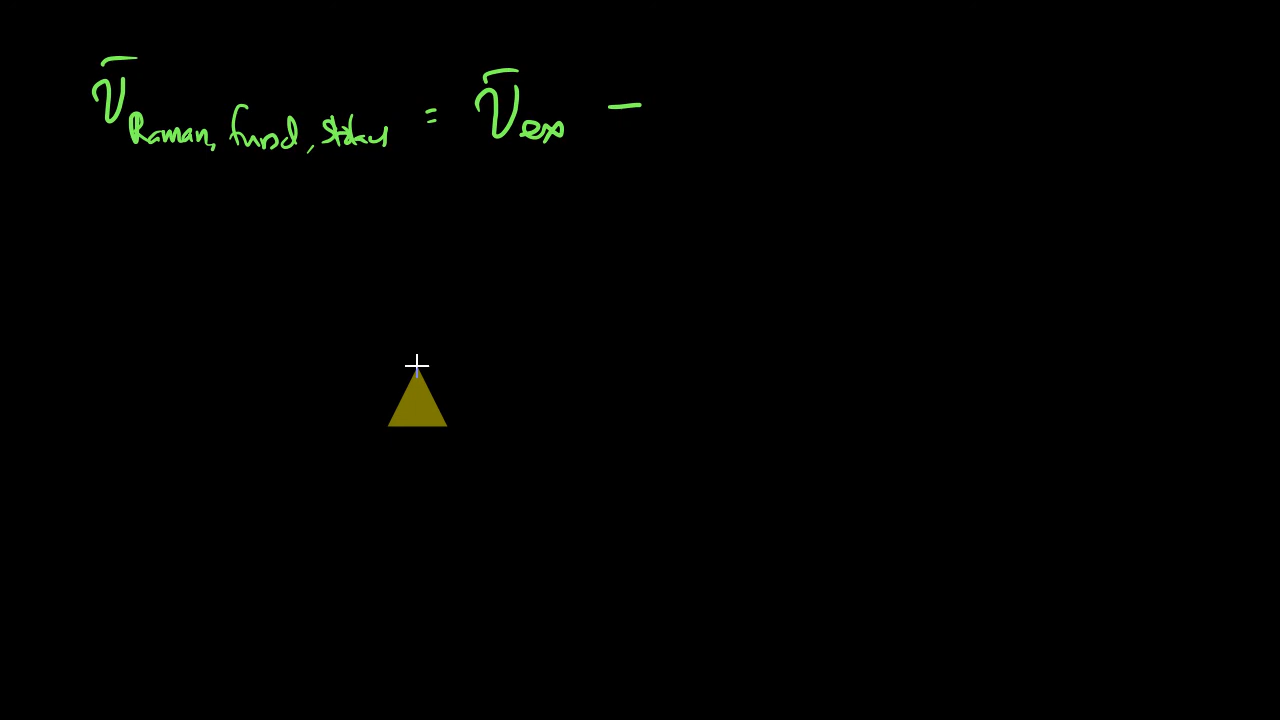 ν̄ Raman, fund, stokes = ν̄ ex −